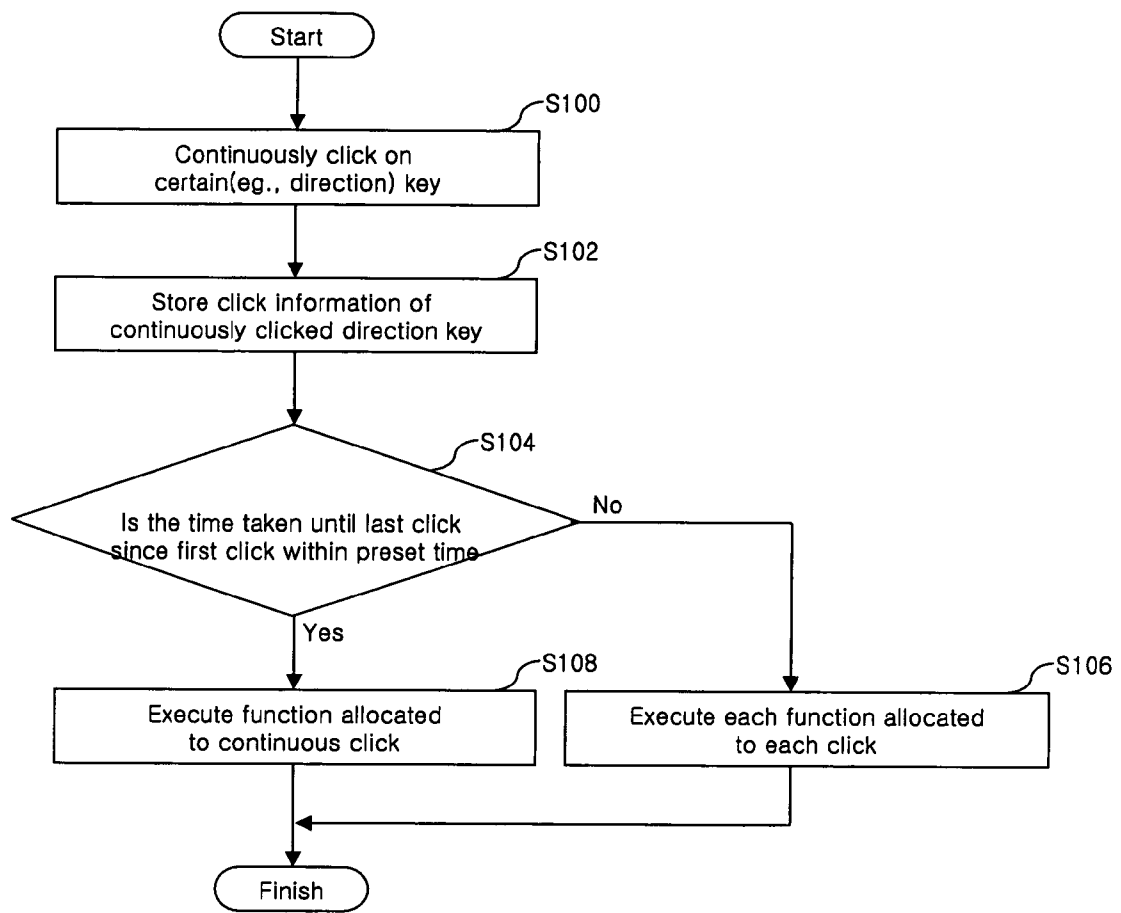 Start
S100
Continuously click on
certain(eg., direction) key
S102
Store click information of
continuously clicked direction key
S104
Is the time taken until last click
since first click within preset time
No
Yes
S108
Execute function allocated
to continuous click
S106
Execute each function allocated
to each click
Finish